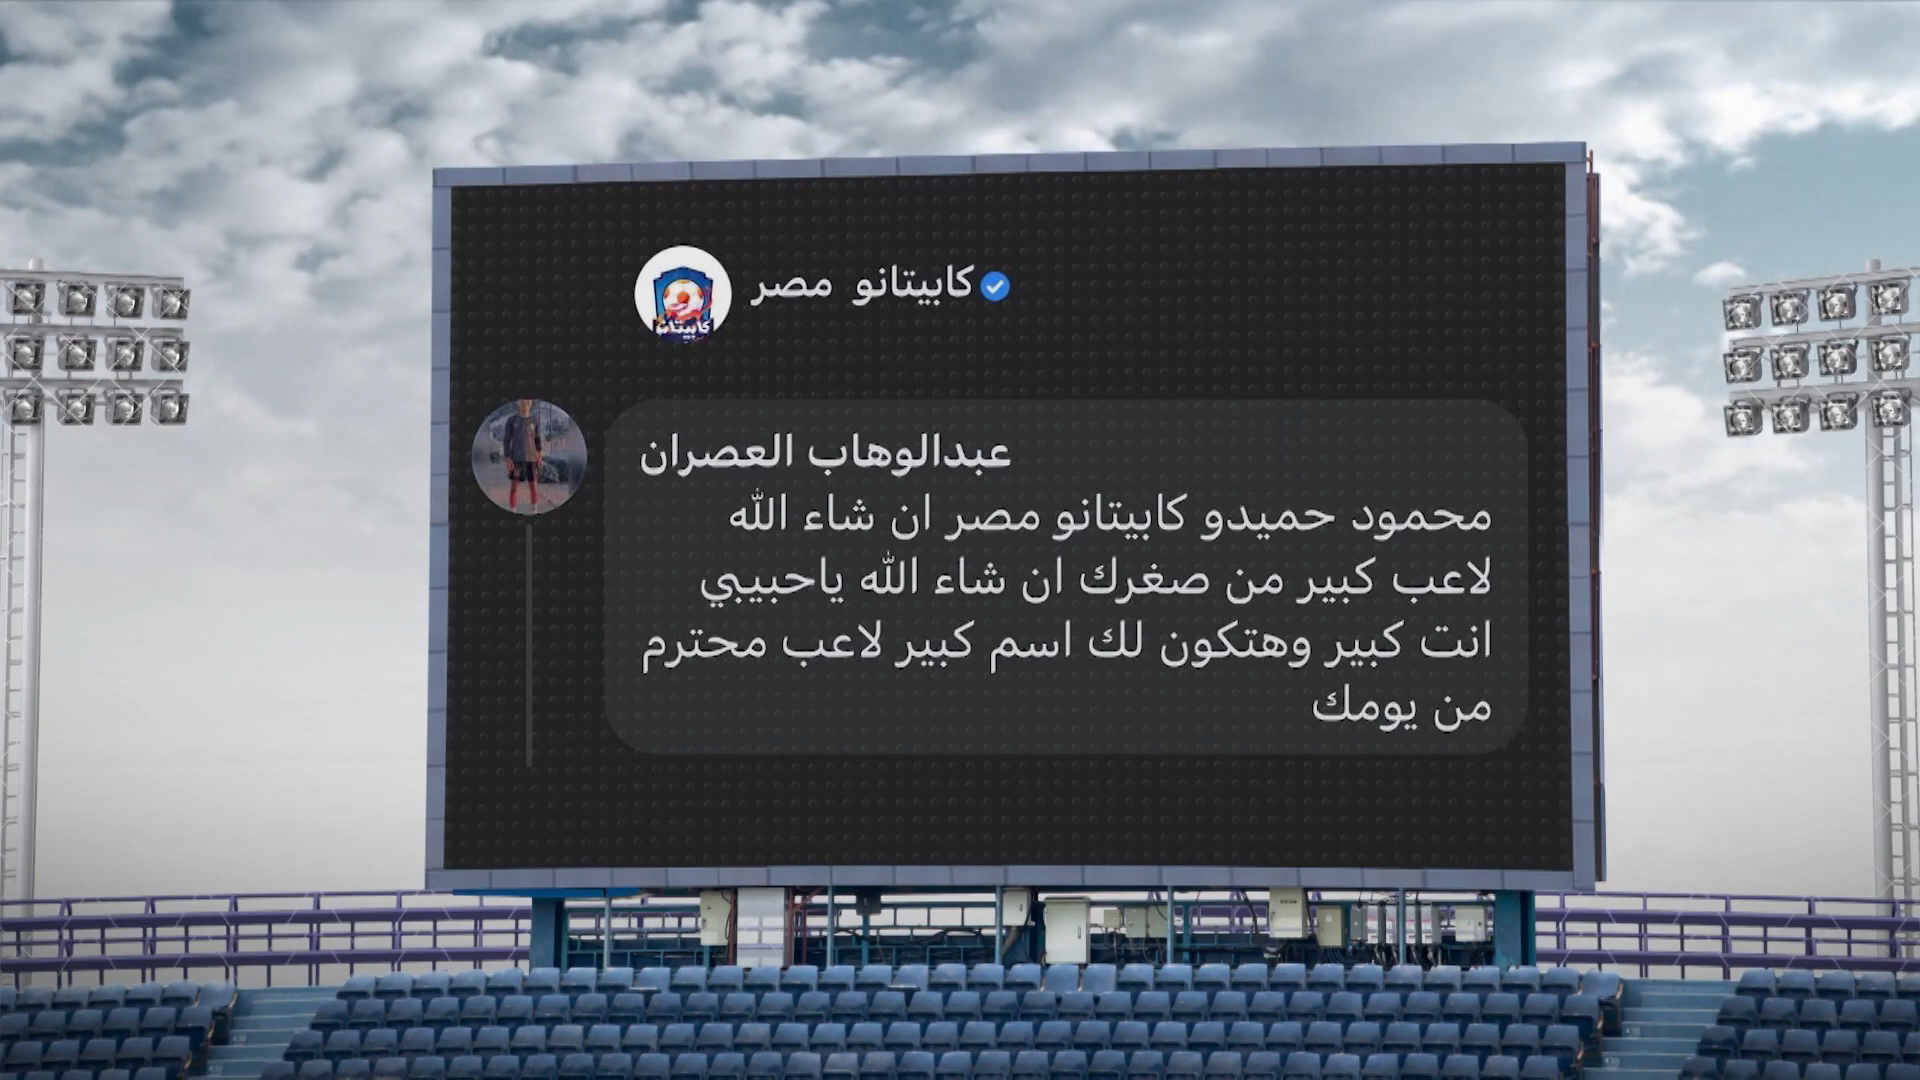 كابيتانو مصر
كابيتانو
عبدالوهاب العصران
محمود حميدو كابيتانو مصر ان شاء الله
لاعب كبير من صغرك ان شاء الله ياحبيبي
انت كبير وهتكون لك اسم كبير لاعب محترم
من يومك